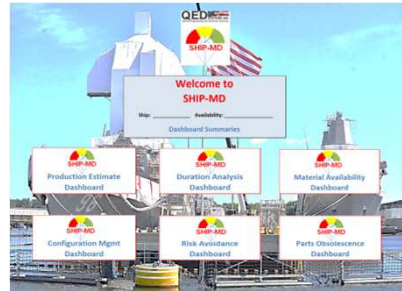 QED
SHIP-MD
Welcome to
SHIP-MD
Ship: ____________ Availability: ________________
Dashboard Summaries
SHIP-MD
Production Estimate
Dashboard
SHIP-MD
Duration Analysis
Dashboard
SHIP-MD
Material Availability
Dashboard
SHIP-MD
Configuration Mgmt
Dashboard
SHIP-MD
Risk Avoidance
Dashboard
SHIP-MD
Parts Obsolescence
Dashboard